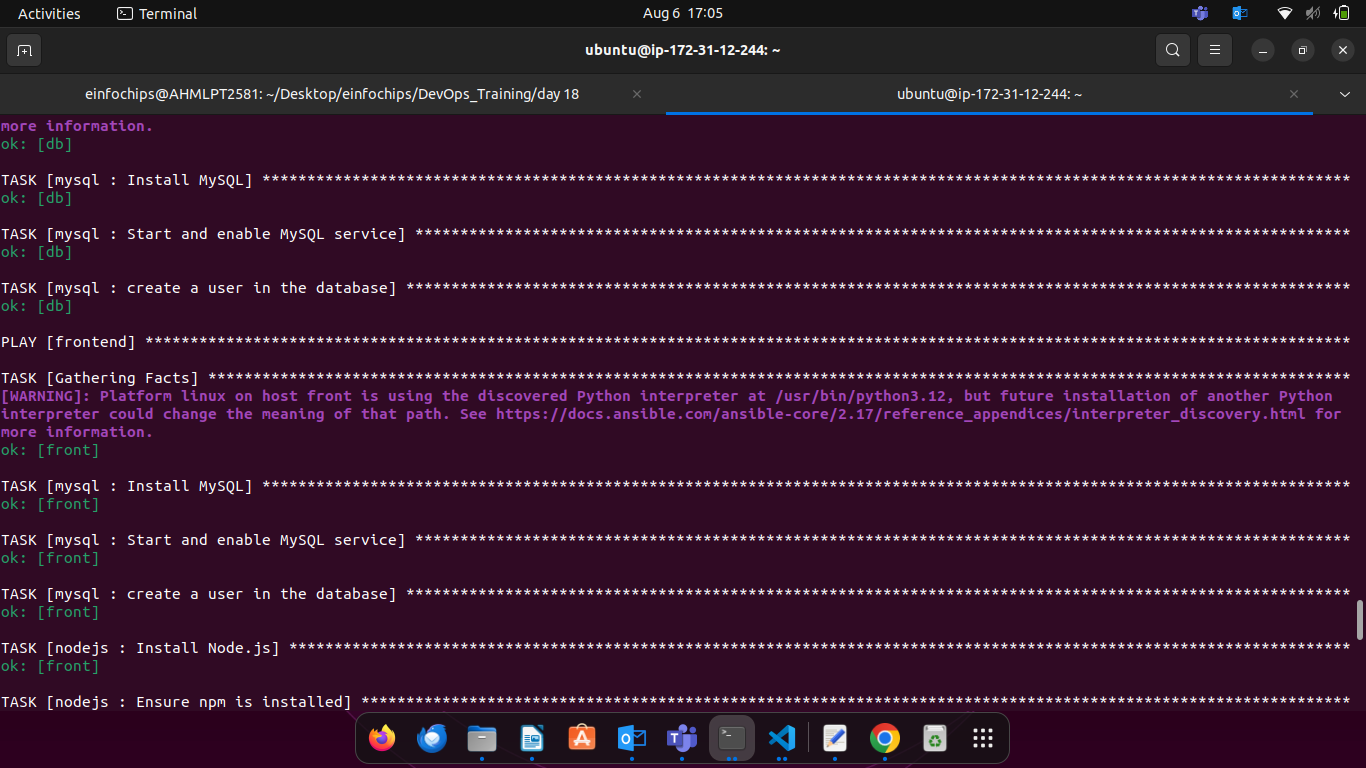 Activities
Terminal
Aug 6 17:05
ubuntu@ip-172-31-12-244: ~
einfochips@AHMLPT2581: ~/Desktop/einfochips/DevOps_Training/day 18
ubuntu@ip-172-31-12-244: ~
more information.
ok: [db]
TASK [mysql : Install MySQL] *************************************************************************************************************************
ok: [db]
TASK [mysql : Start and enable MySQL service] ********************************************************************************************************
ok: [db]
TASK [mysql : create a user in the database] *********************************************************************************************************
ok: [db]
PLAY [frontend] **************************************************************************************************************************************
TASK [Gathering Facts] *******************************************************************************************************************************
[WARNING]: Platform linux on host front is using the discovered Python interpreter at /usr/bin/python3.12, but future installation of another Python
interpreter could change the meaning of that path. See https://docs.ansible.com/ansible-core/2.17/reference_appendices/interpreter_discovery.html for
more information.
ok: [front]
TASK [mysql : Install MySQL] *************************************************************************************************************************
ok: [front]
TASK [mysql : Start and enable MySQL service] ********************************************************************************************************
ok: [front]
TASK [mysql : create a user in the database] *********************************************************************************************************
ok: [front]
TASK [nodejs : Install Node.js] **********************************************************************************************************************
ok: [front]
TASK [nodejs : Ensure npm is installed] **************************************************************************************************************